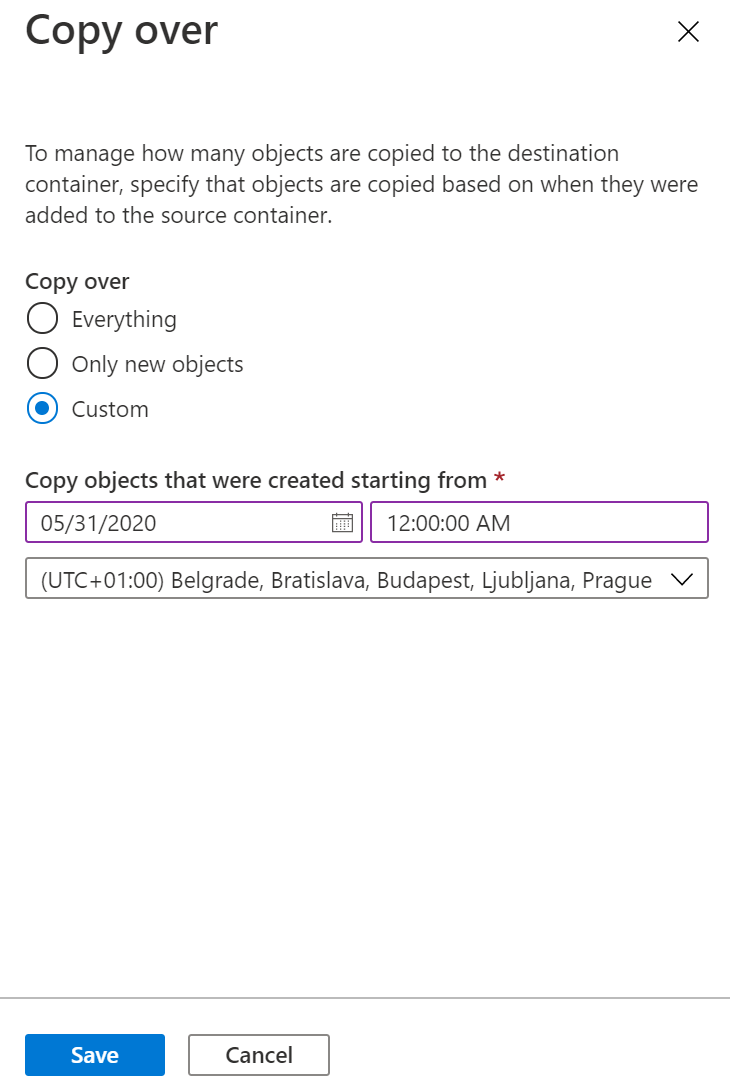 Copy over
To manage how many objects are copied to the destination
container, specify that objects are copied based on when they were
added to the source container.
Copy over
Everything
Only new objects
Custom
Copy objects that were created starting from *
05/31/2020 12:00:00 AM
(UTC+01:00) Belgrade, Bratislava, Budapest, Ljubljana, Prague
Save Cancel